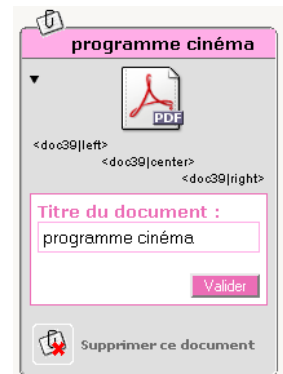 programme cinéma
PDF
<doc39|left>
<doc39|center>
<doc39|right>
Titre du document :
programme cinéma
Valider
Supprimer ce document